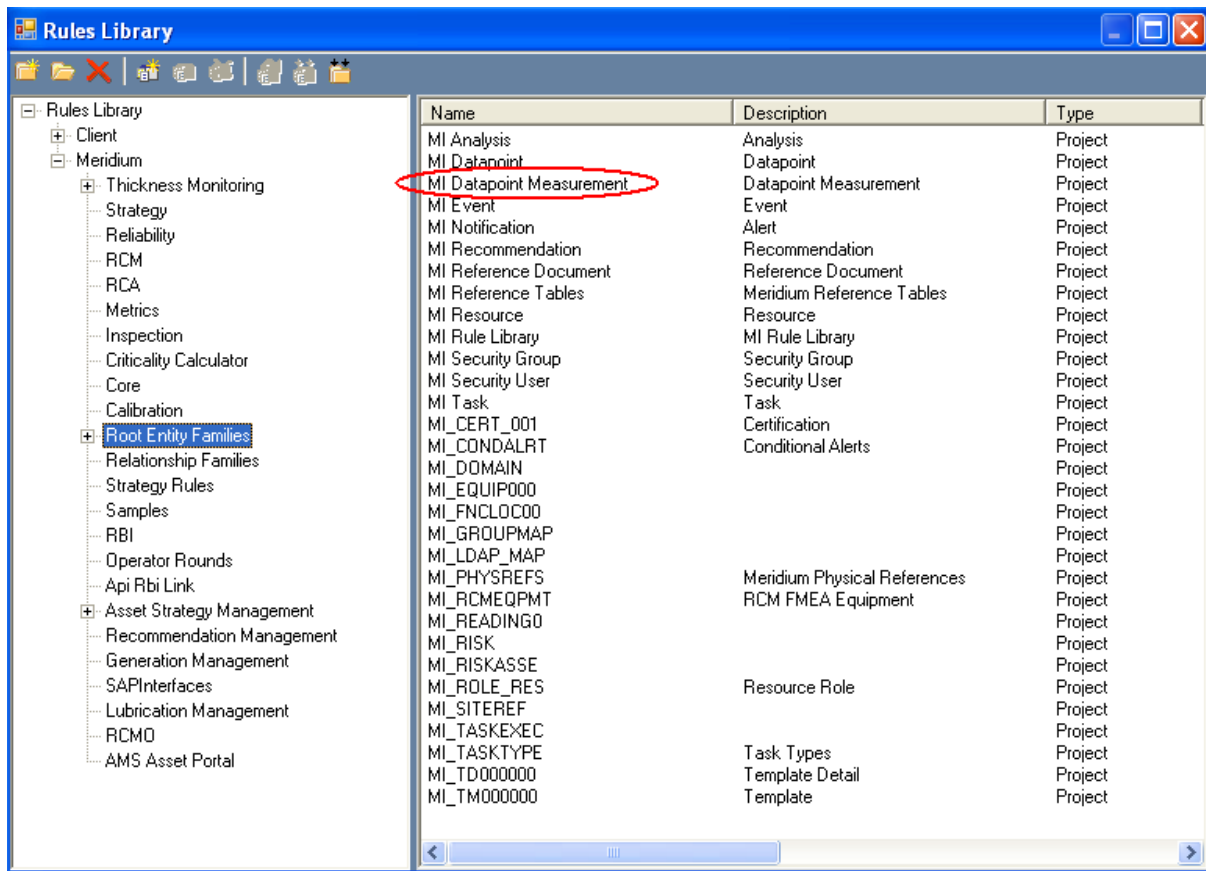 Rules Library
Rules Library
Client
Meridium
Thickness Monitoring
Strategy
Reliability
RCM
RCA
Metrics
Inspection
Criticality Calculator
Core
Calibration
Root Entity Families
Relationship Families
Strategy Rules
Samples
RBI
Operator Rounds
Api Rbi Link
Asset Strategy Management
Recommendation Management
Generation Management
SAPInterfaces
Lubrication Management
RCMO
AMS Asset Portal
Name Description Type
MI Analysis Analysis Project
MI Datapoint Datapoint Project
MI Datapoint Measurement Datapoint Measurement Project
MI Event Event Project
MI Notification Alert Project
MI Recommendation Recommendation Project
MI Reference Document Reference Document Project
MI Reference Tables Meridium Reference Tables Project
MI Resource Resource Project
MI Rule Library MI Rule Library Project
MI Security Group Security Group Project
MI Security User Security User Project
MI Task Task Project
MI_CERT_001 Certification Project
MI_CONDALRT Conditional Alerts Project
MI_DOMAIN Project
MI_EQUIP000 Project
MI_FNCLOC00 Project
MI_GROUPMAP Project
MI_LDAP_MAP Project
MI_PHYSREFS Meridium Physical References Project
MI_RCMEQPMT RCM FMEA Equipment Project
MI_READING0 Project
MI_RISK Project
MI_RISKASSE Project
MI_ROLE_RES Resource Role Project
MI_SITEREF Project
MI_TASKEXEC Project
MI_TASKTYPE Task Types Project
MI_TD000000 Template Detail Project
MI_TM000000 Template Project